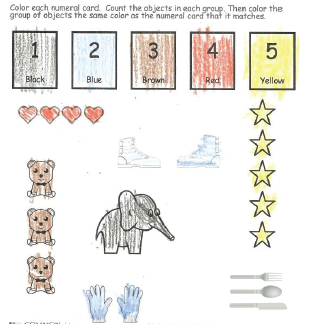 Color each numeral card. Count the objects in each group. Then color the
group of objects the same color as the numeral card that it matches.
1 2 3 4 5
Black Blue Brown Red Yellow